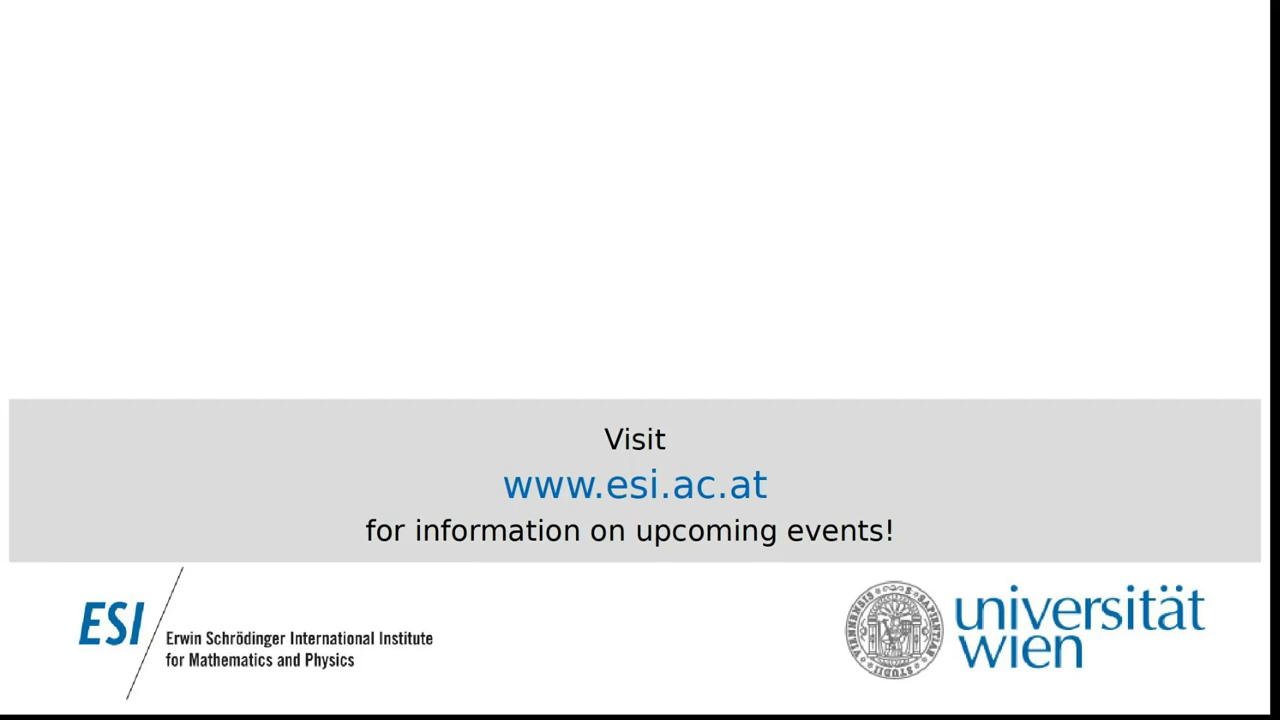 Visit
www.esi.ac.at
for information on upcoming events!
ESI
Erwin Schrödinger International Institute
for Mathematics and Physics
universität
wien